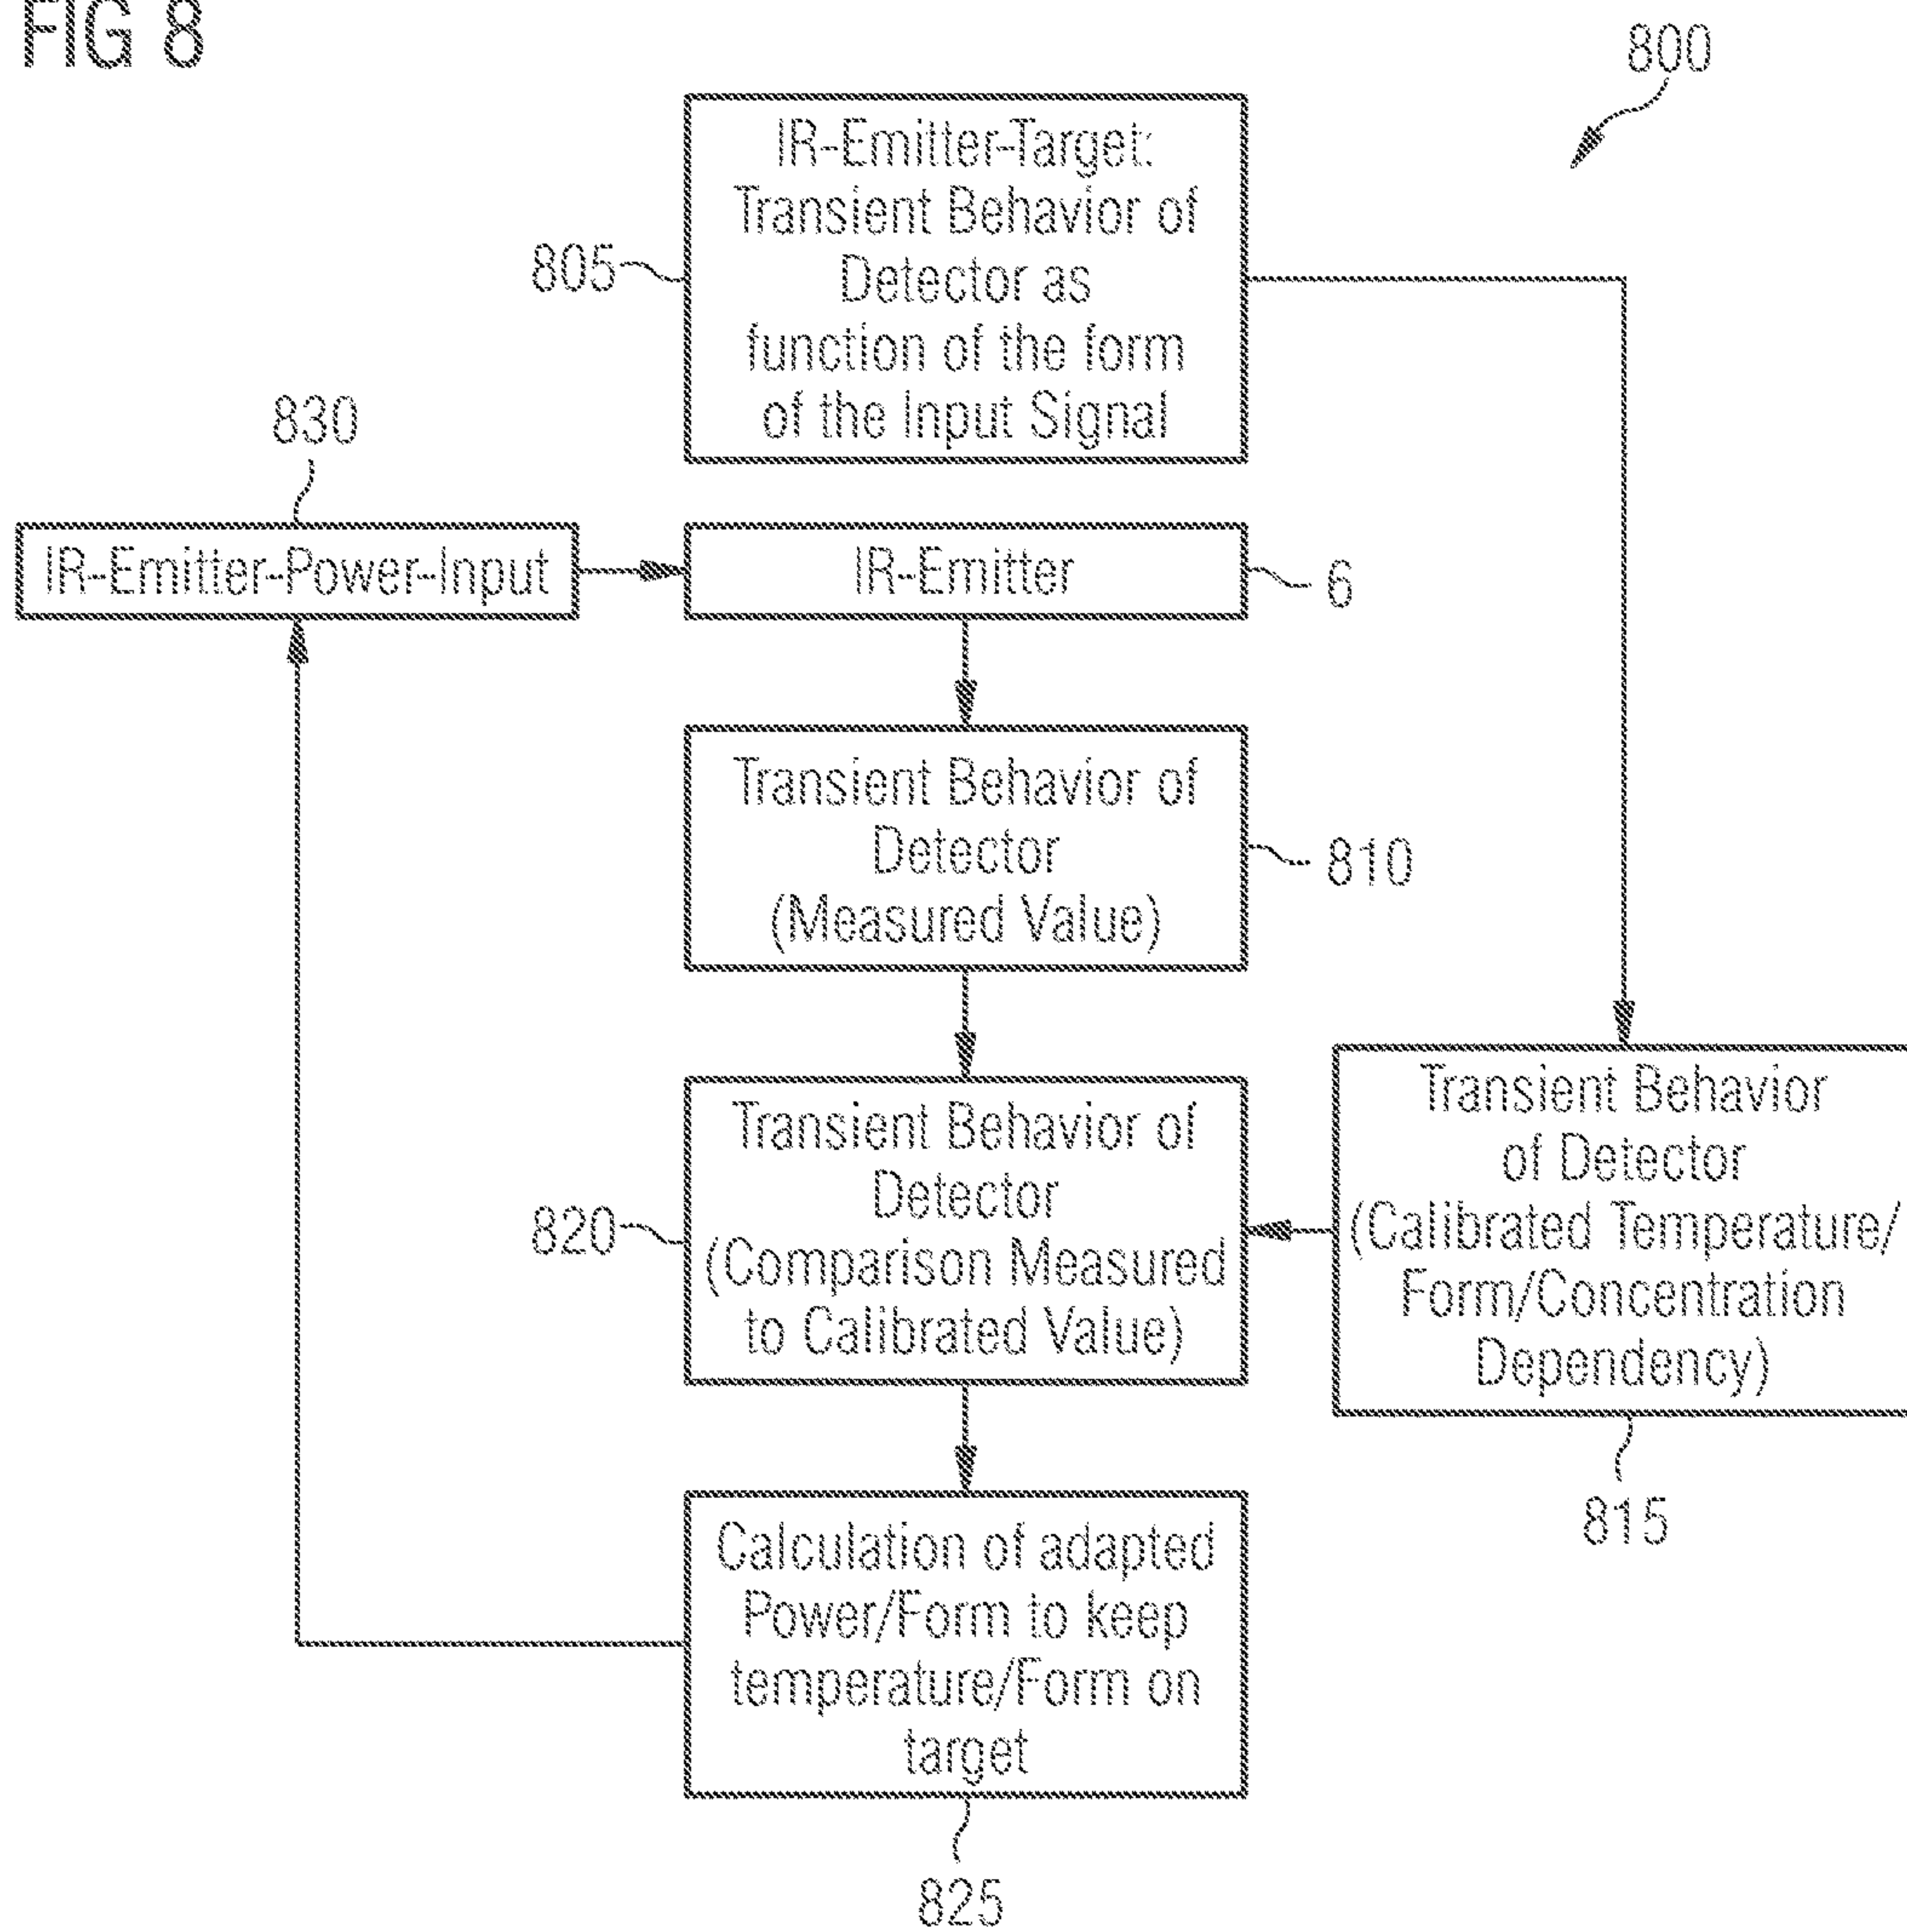 FIG 8
800
IR-Emitter-Target:
Transient Behavior of
Detector as
function of the form
of the Input Signal
805
830
IR-Emitter-Power-Input
IR-Emitter
6
Transient Behavior of
Detector
(Measured Value)
810
Transient Behavior of
Detector
(Comparison Measured
to Calibrated Value)
820
Transient Behavior
of Detector
(Calibrated Temperature/
Form/Concentration
Dependency)
815
Calculation of adapted
Power/Form to keep
temperature/Form on
target
825